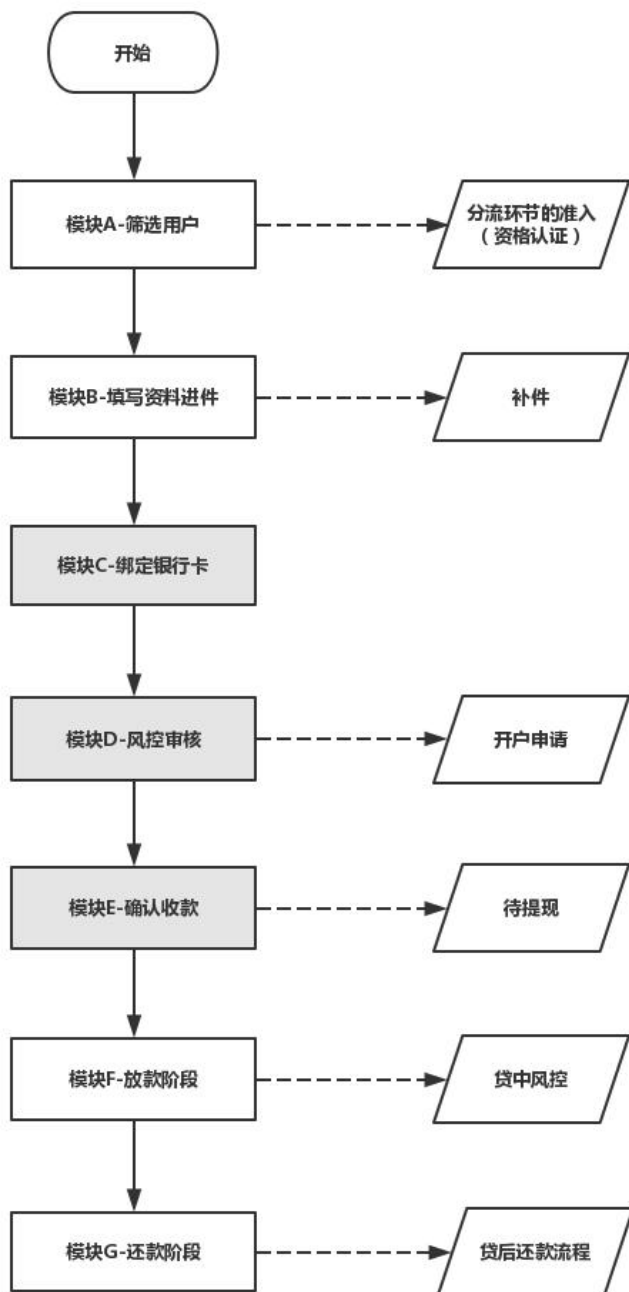 开始
模块A-筛选用户
分流环节的准入
（资格认证）
模块B-填写资料进件
补件
模块C-绑定银行卡
模块D-风控审核
开户申请
模块E-确认收款
待提现
模块F-放款阶段
贷中风控
模块G-还款阶段
贷后还款流程